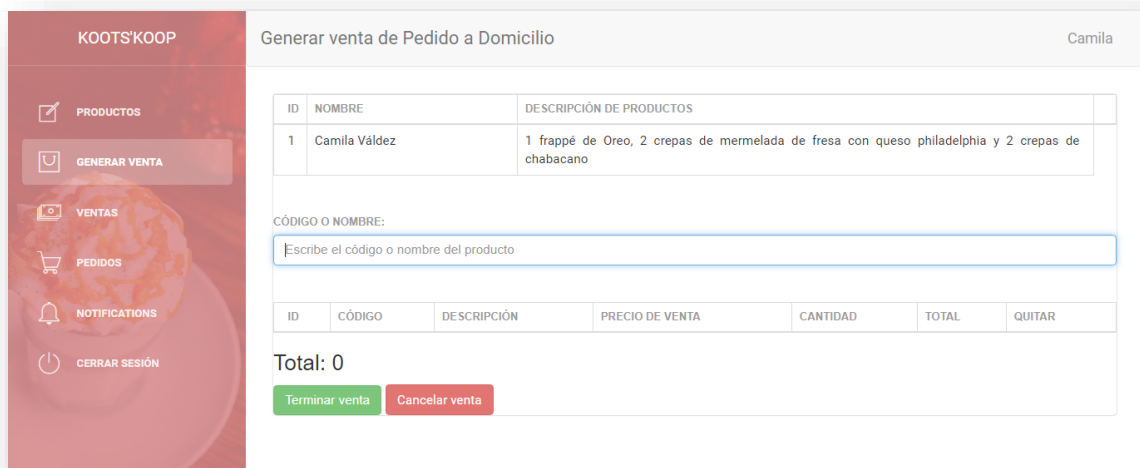 KOOTS'KOOP
Generar venta de Pedido a Domicilio
Camila
PRODUCTOS
GENERAR VENTA
VENTAS
PEDIDOS
NOTIFICATIONS
CERRAR SESIÓN
ID NOMBRE DESCRIPCIÓN DE PRODUCTOS
1 Camila Váldez 1 frappé de Oreo, 2 crepas de mermelada de fresa con queso philadelphia y 2 crepas de
chabacano
CÓDIGO O NOMBRE:
Escribe el código o nombre del producto
ID CÓDIGO DESCRIPCIÓN PRECIO DE VENTA CANTIDAD TOTAL QUITAR
Total: 0
Terminar venta Cancelar venta